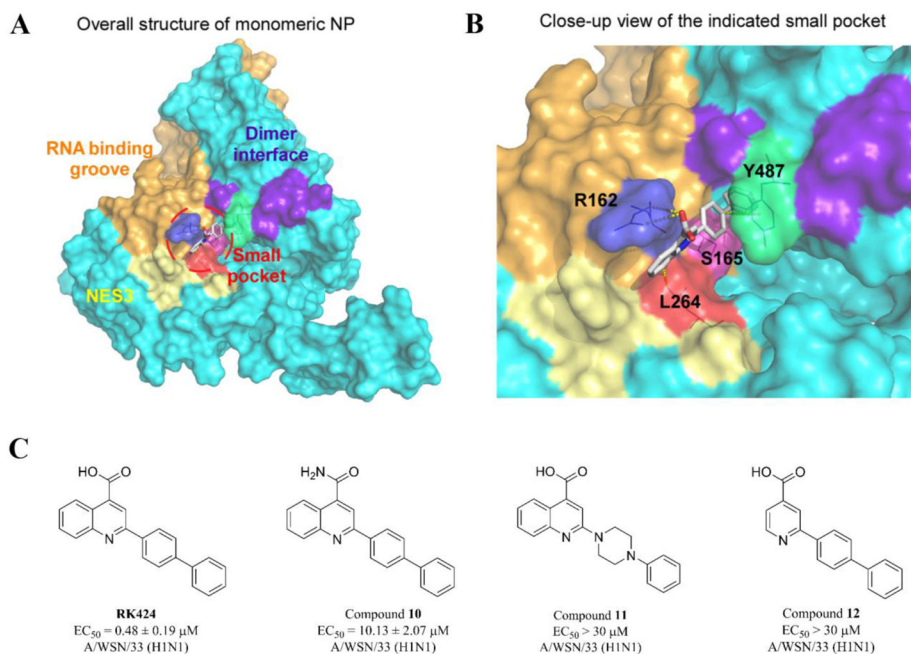 A
Overall structure of monomeric NP
RNA binding
groove
Dimer
interface
Small
pocket
NES3
B
Close-up view of the indicated small pocket
Y487
R162
S165
L264
C
HO
O
N
RK424
EC50 = 0.48 ± 0.19 μM
A/WSN/33 (H1N1)
H2N
O
N
Compound 10
EC50 = 10.13 ± 2.07 μM
A/WSN/33 (H1N1)
HO
O
N
N
N
Compound 11
EC50 > 30 μM
A/WSN/33 (H1N1)
HO
O
N
Compound 12
EC50 > 30 μM
A/WSN/33 (H1N1)